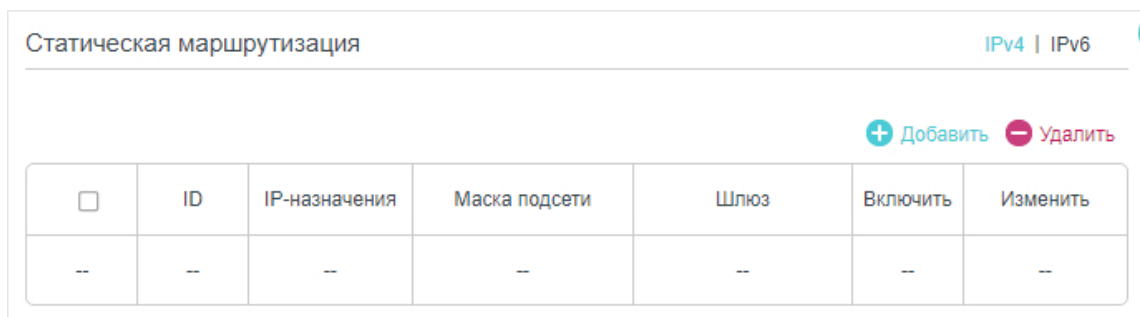 Статическая маршрутизация IPv4 | IPv6
Добавить Удалить
ID IP-назначения Маска подсети Шлюз Включить Изменить
-- -- -- -- -- -- --